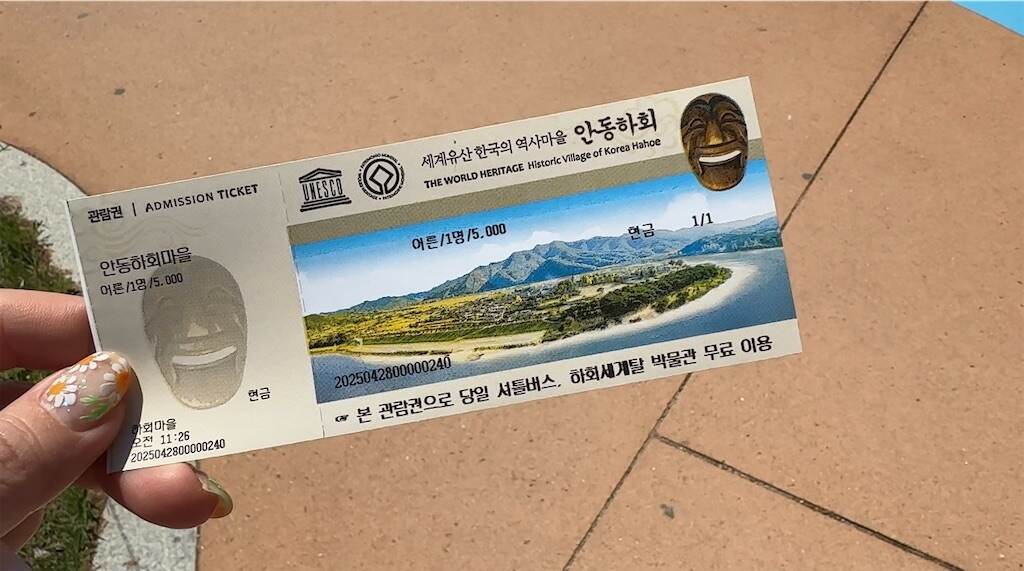 관람권 | ADMISSION TICKET
안동하회마을
어른/1명/5.000
현금
하회마을
오전 11:26
2025042800000240
UNESCO
세계유산 한국의 역사마을 안동하회
THE WORLD HERITAGE Historic Village of Korea Hahoe
어른/1명/5.000
현금 1/1
2025042800000240
☞ 본 관람권으로 당일 셔틀버스, 하회세계탈 박물관 무료 이용